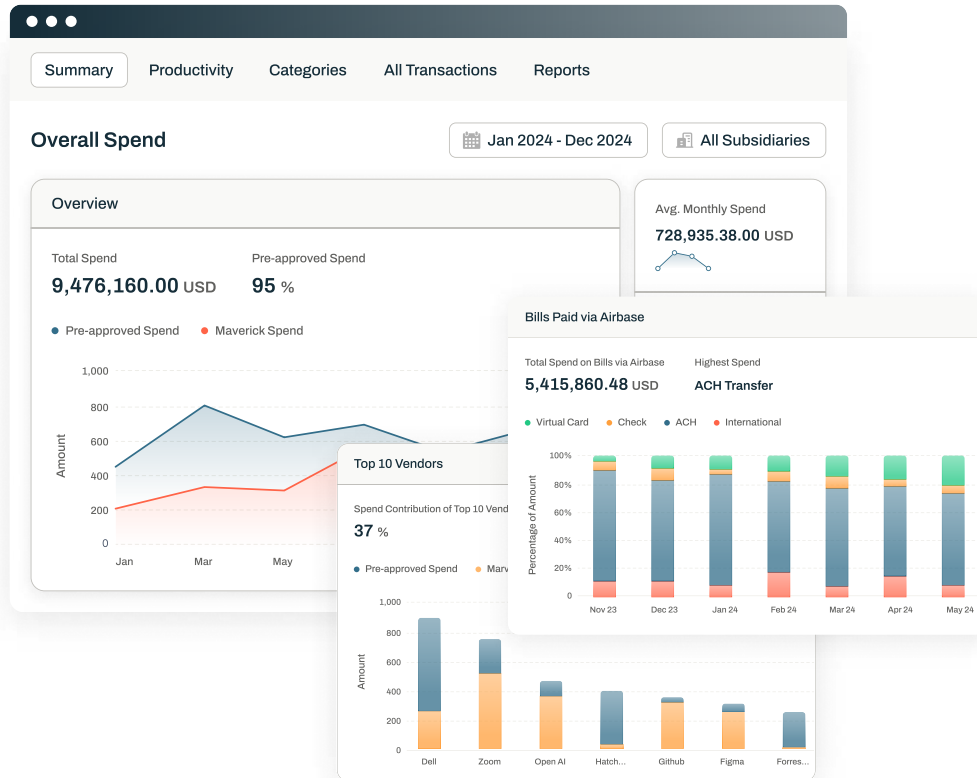 Summary Productivity Categories All Transactions Reports
Overall Spend
Jan 2024 - Dec 2024
All Subsidiaries
Overview
Total Spend
9,476,160.00 USD
Pre-approved Spend
95 %
Pre-approved Spend Maverick Spend
Amount
1,000
800
600
400
200
0
Jan Mar May
Avg. Monthly Spend
728,935.38.00 USD
Bills Paid via Airbase
Total Spend on Bills via Airbase
5,415,860.48 USD
Highest Spend
ACH Transfer
Virtual Card Check ACH International
Percentage of Amount
100%
80%
60%
40%
20%
0
Nov 23 Dec 23 Jan 24 Feb 24 Mar 24 Apr 24 May 24
Top 10 Vendors
Spend Contribution of Top 10 Vend
37 %
Pre-approved Spend Marv
Amount
1,000
800
600
400
200
0
Dell Zoom Open AI Hatch... Github Figma Forres...